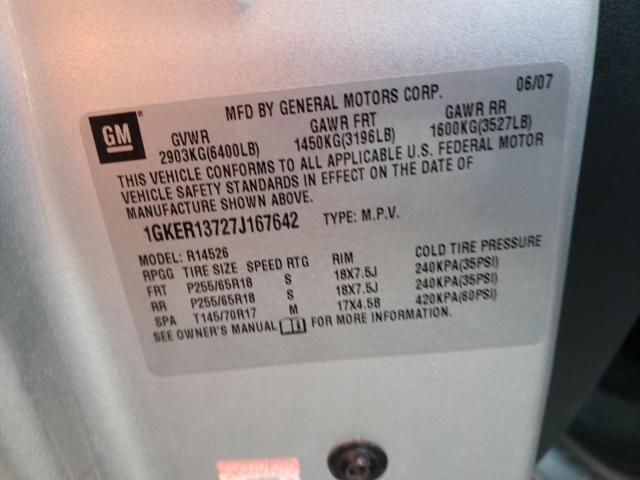 GM
MFD BY GENERAL MOTORS CORP. 06/07
GVWR GAWR FRT GAWR RR
2903KG(6400LB) 1450KG(3196LB) 1600KG(3527LB)
THIS VEHICLE CONFORMS TO ALL APPLICABLE U.S. FEDERAL MOTOR
VEHICLE SAFETY STANDARDS IN EFFECT ON THE DATE OF
MANUFACTURE SHOWN ABOVE.
1GKER13727J167642 TYPE: M.P.V.
MODEL: R14526
RPGG TIRE SIZE SPEED RTG RIM COLD TIRE PRESSURE
FRT P255/65R18 S 18X7.5J 240KPA(35PSI)
RR P255/65R18 S 18X7.5J 240KPA(35PSI)
SPA T145/70R17 M 17X4.5B 420KPA(60PSI)
SEE OWNER'S MANUAL FOR MORE INFORMATION.